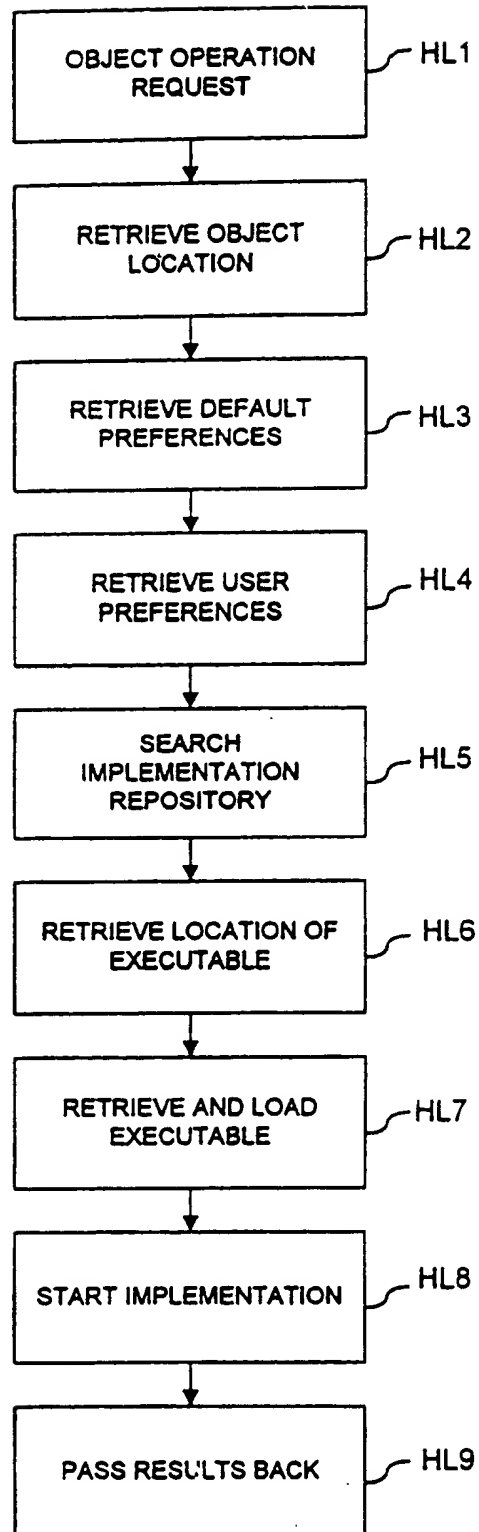 OBJECT OPERATION
REQUEST
HL1
RETRIEVE OBJECT
LOCATION
HL2
RETRIEVE DEFAULT
PREFERENCES
HL3
RETRIEVE USER
PREFERENCES
HL4
SEARCH
IMPLEMENTATION
REPOSITORY
HL5
RETRIEVE LOCATION OF
EXECUTABLE
HL6
RETRIEVE AND LOAD
EXECUTABLE
HL7
START IMPLEMENTATION
HL8
PASS RESULTS BACK
HL9